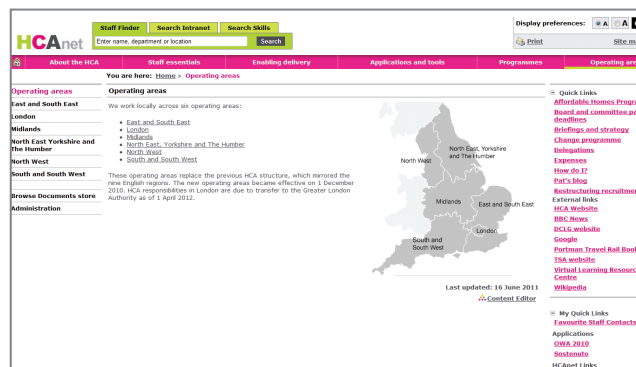 HCAnet
Staff Finder
Search Intranet
Search Skills
Enter name, department or location
Search
Display preferences:
A
A
Print
Site
About the HCA
Staff essentials
Enabling delivery
Applications and tools
Programmes
Operating
You are here: Home > Operating areas
Operating areas
East and South East
London
Midlands
North East Yorkshire and
The Humber
North West
South and South West
Browse Documents store
Administration
Operating areas
We work locally across six operating areas:
East and South East
London
Midlands
North East, Yorkshire and The Humber
North West
South and South West
These operating areas replace the previous HCA structure, which mirrored the
nine English regions. The new operating areas became effective on 1 December
2010. HCA responsibilities in London are due to transfer to the Greater London
Authority as of 1 April 2012.
North East, Yorkshire
and The Humber
North West
Midlands
East and South East
London
South and
South West
Last updated: 16 June 2011
Content Editor
Quick Links
Affordable Homes
Board and committee
deadlines
Briefings and strategy
Change programme
Delegations
Expenses
How do I?
Pat's blog
Restructuring
External links
HCA Website
BBC News
DCLG website
Google
Portman Travel Rail
TSA website
Virtual Learning
Centre
Wikipedia
My Quick Links
Favourite Staff Contacts
Applications
OWA 2010
Sostenuto
HCAnet Links